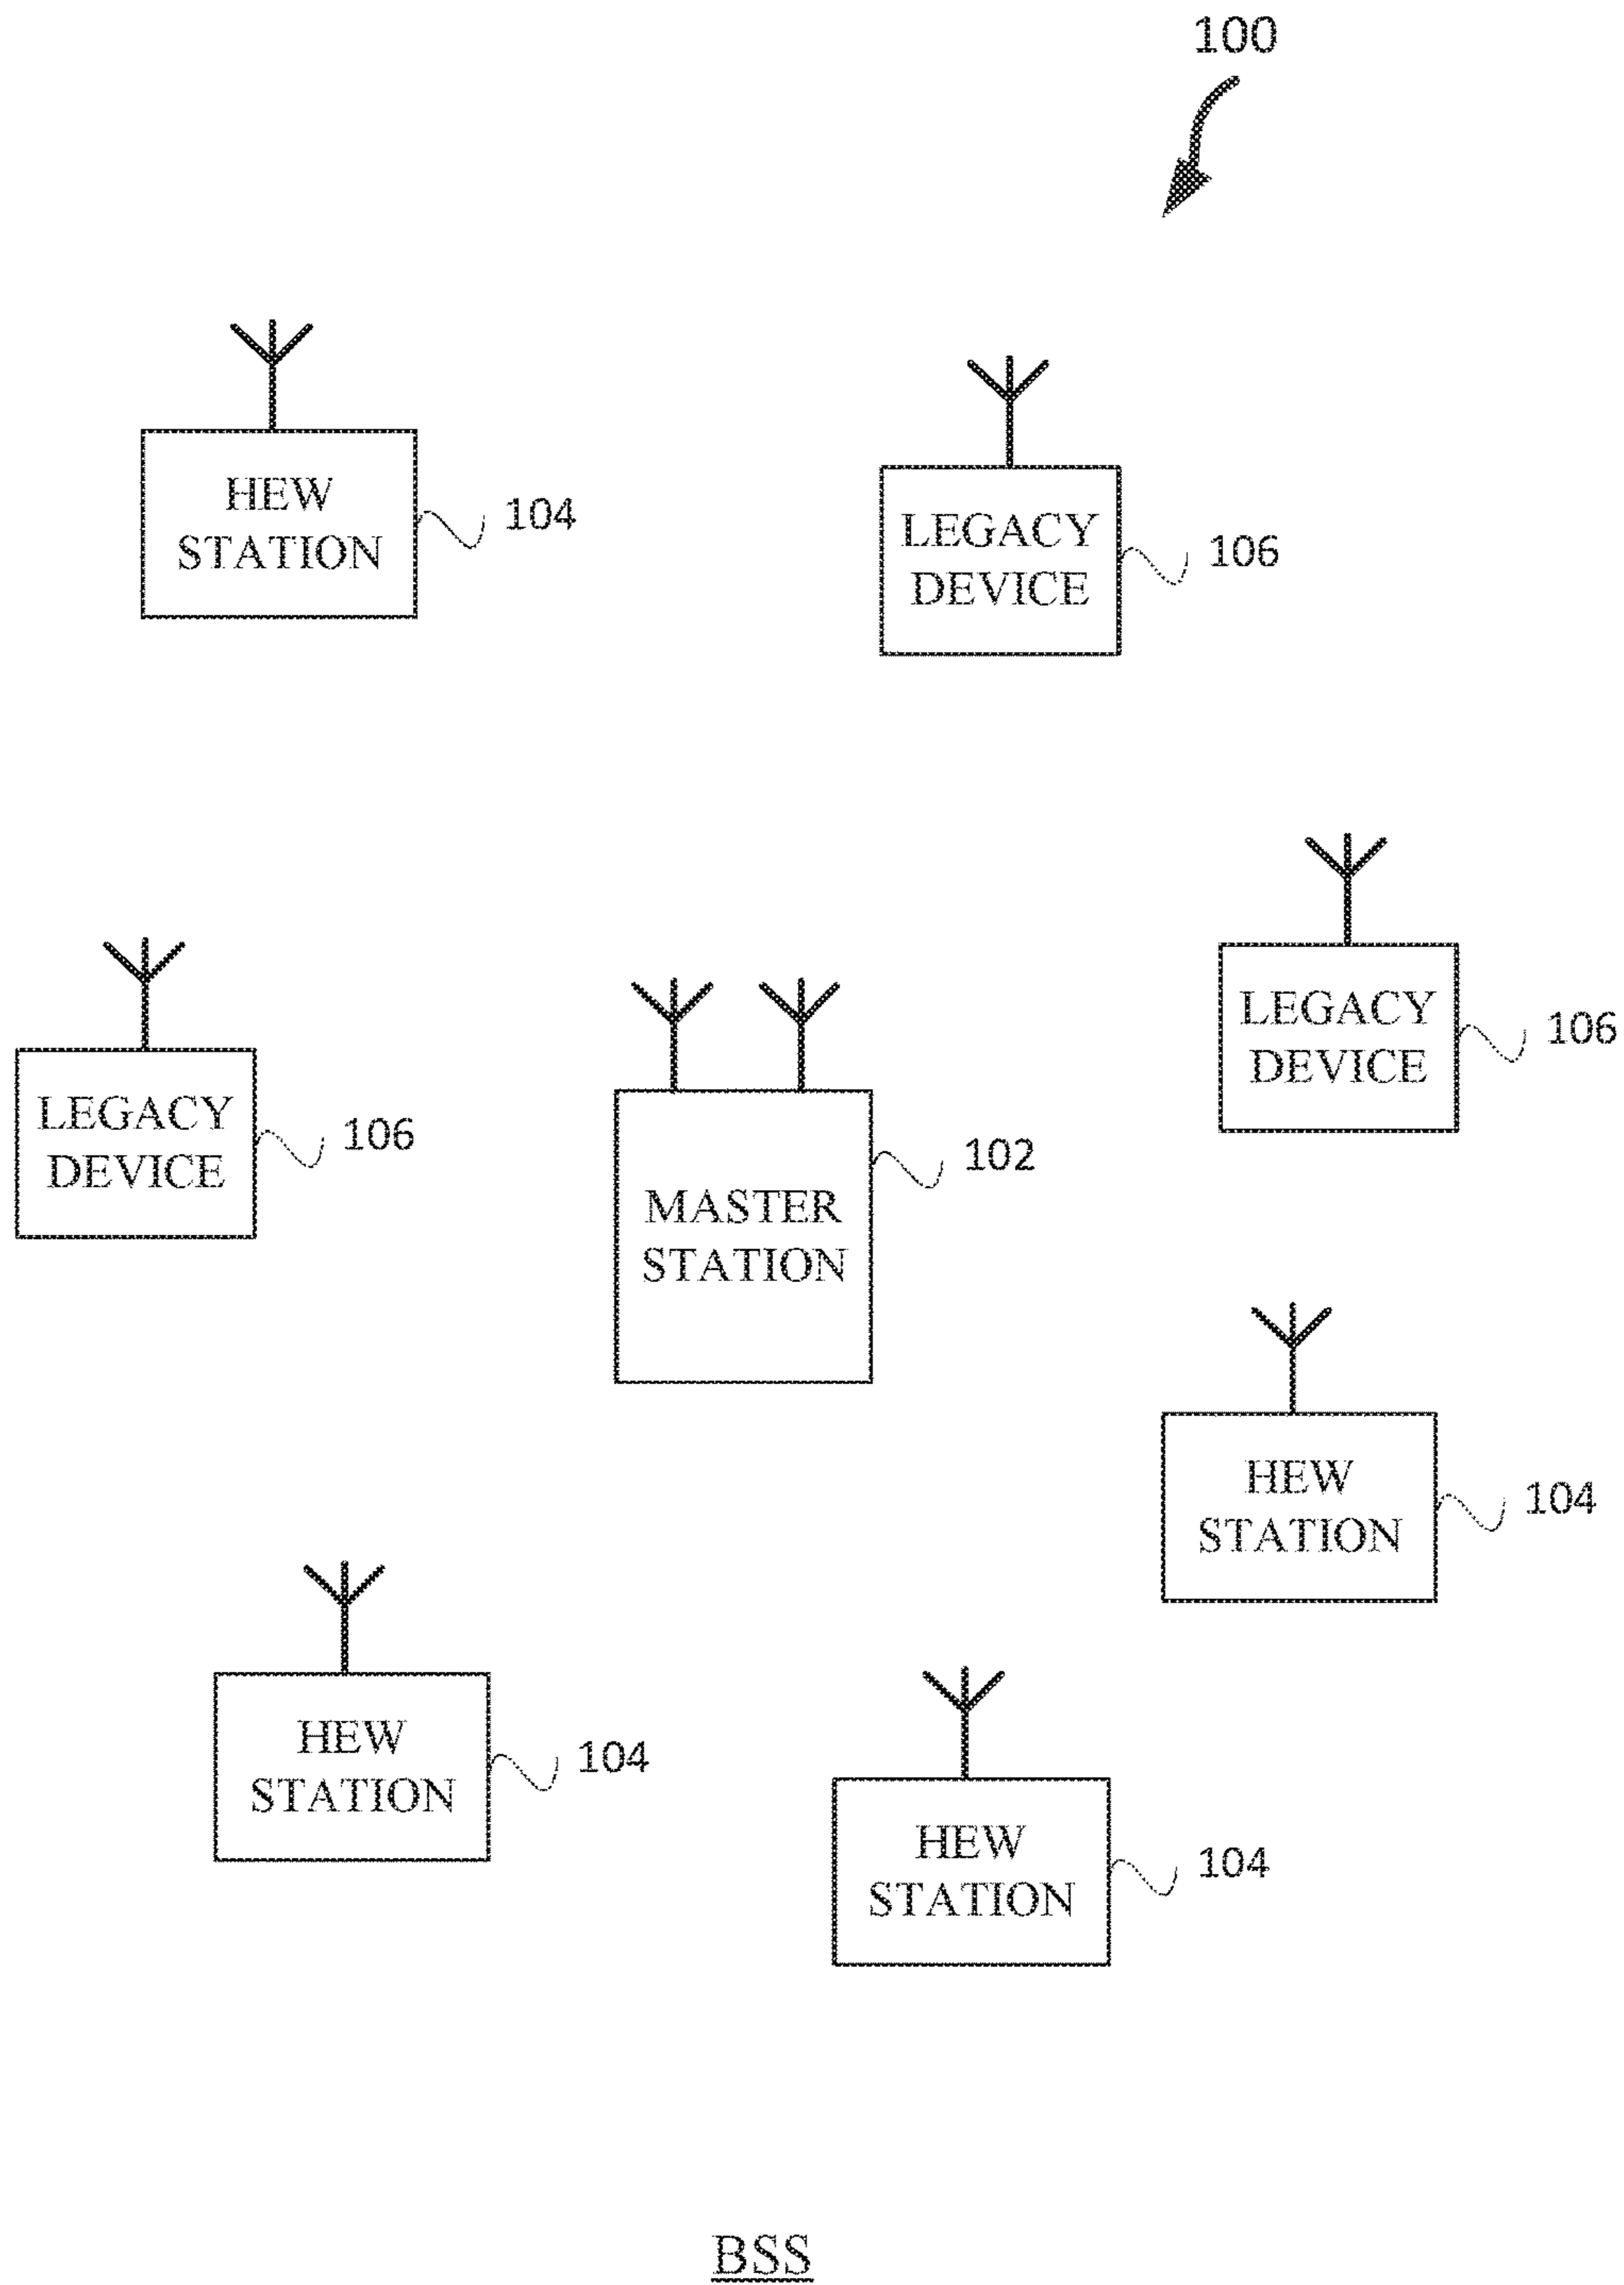 100
HEW
STATION
104
LEGACY
DEVICE
106
LEGACY
DEVICE
106
LEGACY
DEVICE
106
MASTER
STATION
102
HEW
STATION
104
HEW
STATION
104
HEW
STATION
104
BSS